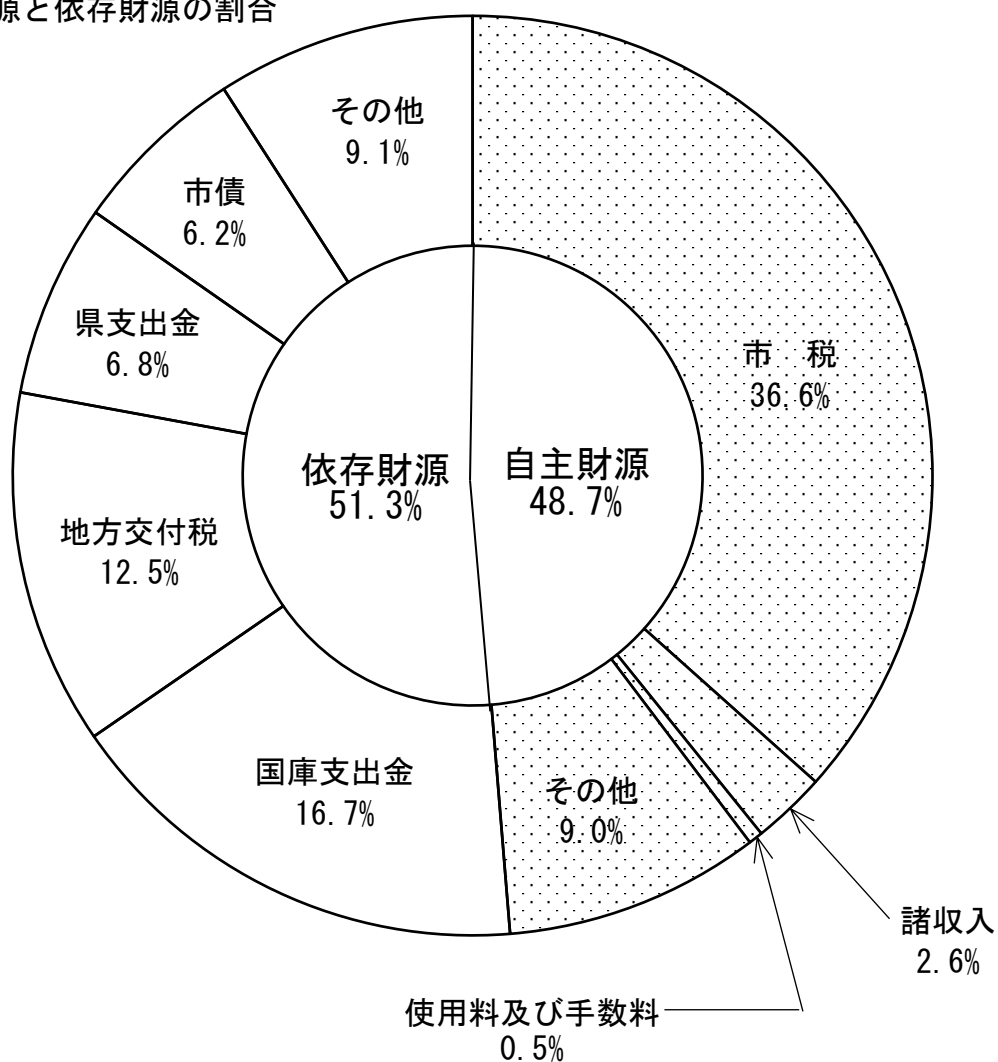 源と依存財源の割合
その他
9.1%
市債
6.2%
県支出金
6.8%
市　税
36.6%
依存財源
51.3%
自主財源
48.7%
地方交付税
12.5%
国庫支出金
16.7%
その他
9.0%
諸収入
2.6%
使用料及び手数料
0.5%